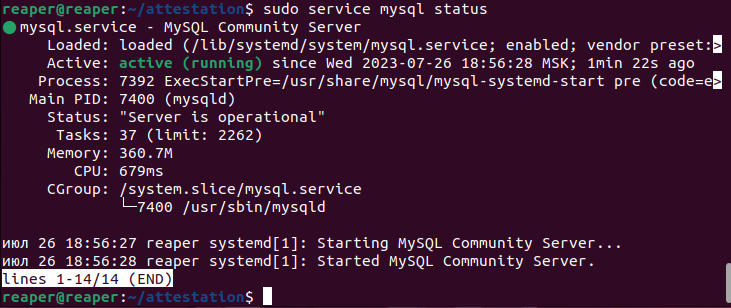 reaper@reaper:~/attestation$ sudo service mysql status
● mysql.service - MySQL Community Server
     Loaded: loaded (/lib/systemd/system/mysql.service; enabled; vendor preset:>
     Active: active (running) since Wed 2023-07-26 18:56:28 MSK; 1min 22s ago
    Process: 7392 ExecStartPre=/usr/share/mysql/mysql-systemd-start pre (code=e>
   Main PID: 7400 (mysqld)
     Status: "Server is operational"
      Tasks: 37 (limit: 2262)
     Memory: 360.7M
        CPU: 679ms
     CGroup: /system.slice/mysql.service
             └─7400 /usr/sbin/mysqld

июл 26 18:56:27 reaper systemd[1]: Starting MySQL Community Server...
июл 26 18:56:28 reaper systemd[1]: Started MySQL Community Server.
lines 1-14/14 (END)
reaper@reaper:~/attestation$